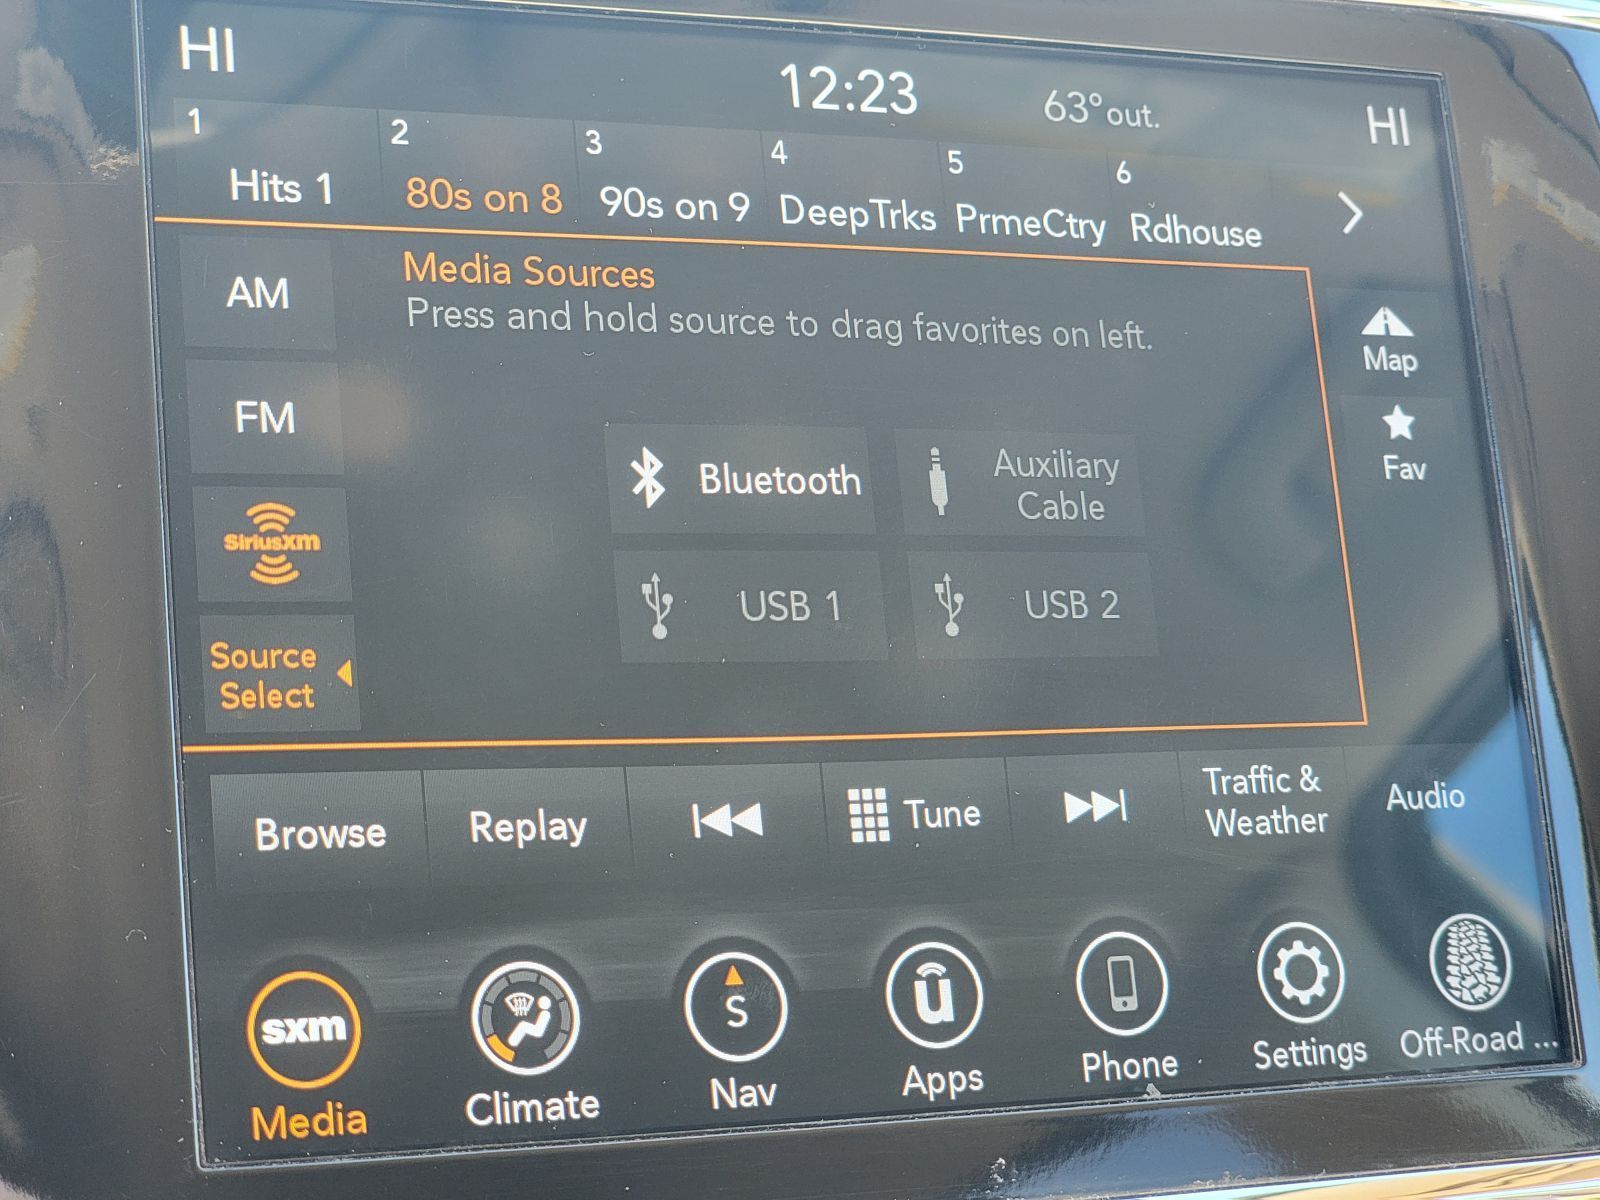 HI
12:23
63° out.
HI
1
2
3
4
5
6
Hits 1
80s on 8
90s on 9
DeepTrks
PrmeCtry
Rdhouse
AM
Media Sources
Press and hold source to drag favorites on left.
Map
FM
Fav
Bluetooth
Auxiliary
Cable
siriusxm
USB 1
USB 2
Source
Select
Browse
Replay
Tune
Traffic &
Weather
Audio
sxm
Media
Climate
S
Nav
u
Apps
Phone
Settings
Off-Road ...